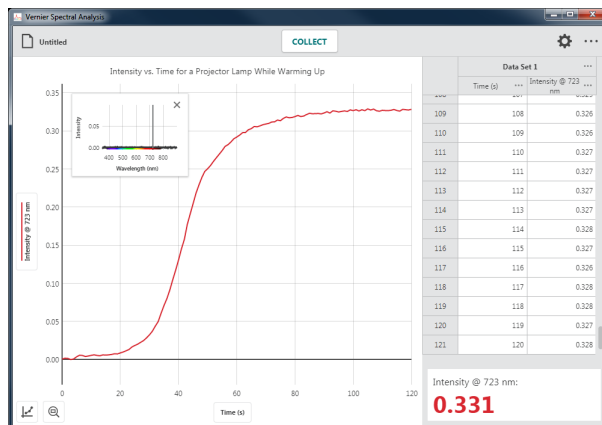 Vernier Spectral Analysis
Untitled
COLLECT
Intensity vs. Time for a Projector Lamp While Warming Up
0.35
0.30
0.25
0.20
0.15
0.10
0.05
0.00
Intensity @ 723 nm
0 20 40 60 80 100 120
Time (s)
Intensity
0.05
0.00
400 500 600 700 800
Wavelength (nm)
Data Set 1
Time (s) Intensity @ 723 nm
109 108 0.326
110 109 0.326
111 110 0.327
112 111 0.327
113 112 0.327
114 113 0.327
115 114 0.328
116 115 0.327
117 116 0.326
118 117 0.328
119 118 0.328
120 119 0.327
121 120 0.328
Intensity @ 723 nm:
0.331